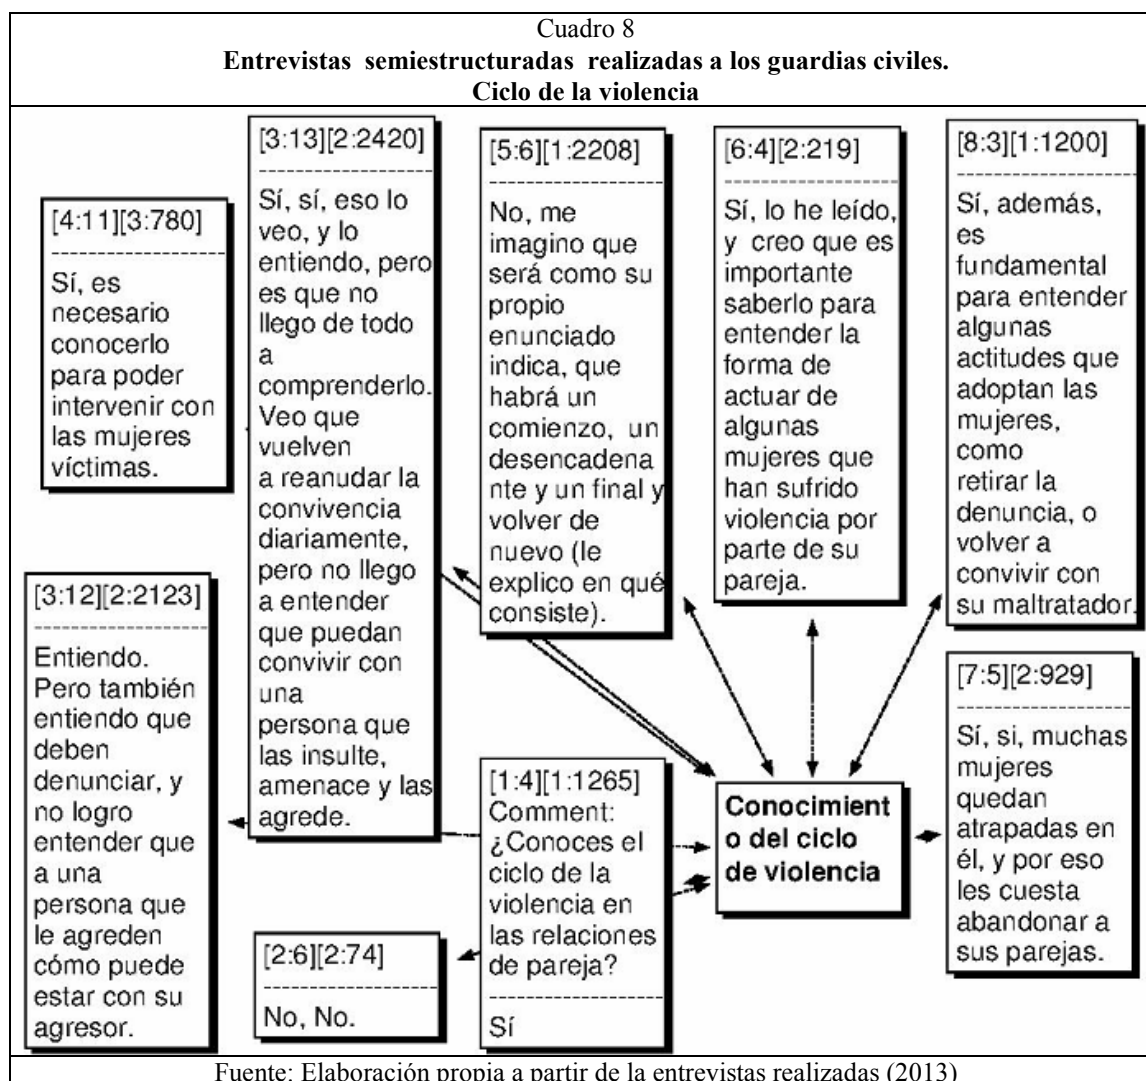 Cuadro 8
Entrevistas semiestructuradas realizadas a los guardias civiles.
Ciclo de la violencia
[4:11][3:780]
Sí, es
necesario
conocerlo
para poder
intervenir con
las mujeres
víctimas.
[3:13][2:2420]
Sí, sí, eso lo
veo, y lo
entiendo, pero
es que no
llego de todo
a
comprenderlo.
Veo que
vuelven
a reanudar la
convivencia
diariamente,
pero no llego
a entender
que puedan
convivir con
una
persona que
las insulte,
amenace y las
agrede.
[5:6][1:2208]
No, me
imagino que
será como su
propio
enunciado
indica, que
habrá un
comienzo, un
desencadena
nte y un final y
volver de
nuevo (le
explico en qué
consiste).
[6:4][2:219]
Sí, lo he leído,
y creo que es
importante
saberlo para
entender la
forma de
actuar de
algunas
mujeres que
han sufrido
violencia por
parte de su
pareja.
[8:3][1:1200]
Sí, además,
es
fundamental
para entender
algunas
actitudes que
adoptan las
mujeres,
como
retirar la
denuncia, o
volver a
convivir con
su maltratador.
[3:12][2:2123]
Entiendo.
Pero también
entiendo que
deben
denunciar, y
no logro
entender que
a una
persona que
le agreden
cómo puede
estar con su
agresor.
[2:6][2:74]
No, No.
[1:4][1:1265]
Comment:
¿Conoces el
ciclo de la
violencia en
las relaciones
de pareja?
Sí
Conocimient
o del ciclo
de violencia
[7:5][2:929]
Sí, si, muchas
mujeres
quedan
atrapadas en
él, y por eso
les cuesta
abandonar a
sus parejas.
Fuente: Elaboración propia a partir de la entrevistas realizadas (2013)